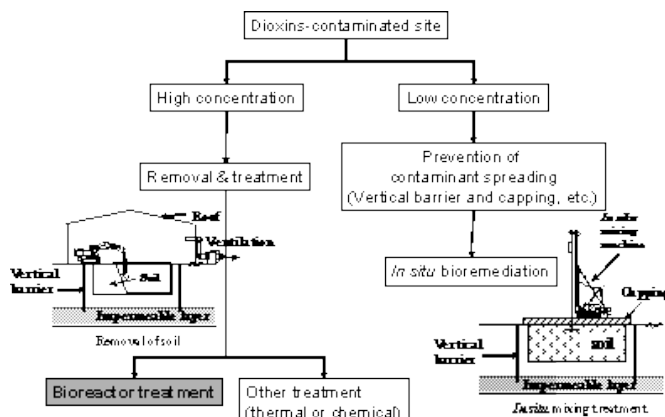 Dioxins-contaminated site
High concentration
Low concentration
Removal & treatment
Prevention of
contaminant spreading
(Vertical barrier and capping, etc.)
Roof
Ventilation
Vertical
barrier
Soil
Impermeable layer
Removal of soil
In situ bioremediation
In situ
mixing
machine
Capping
soil
Vertical
barrier
Impermeable layer
In situ mixing treatment
Bioreactor treatment
Other treatment
(thermal or chemical)